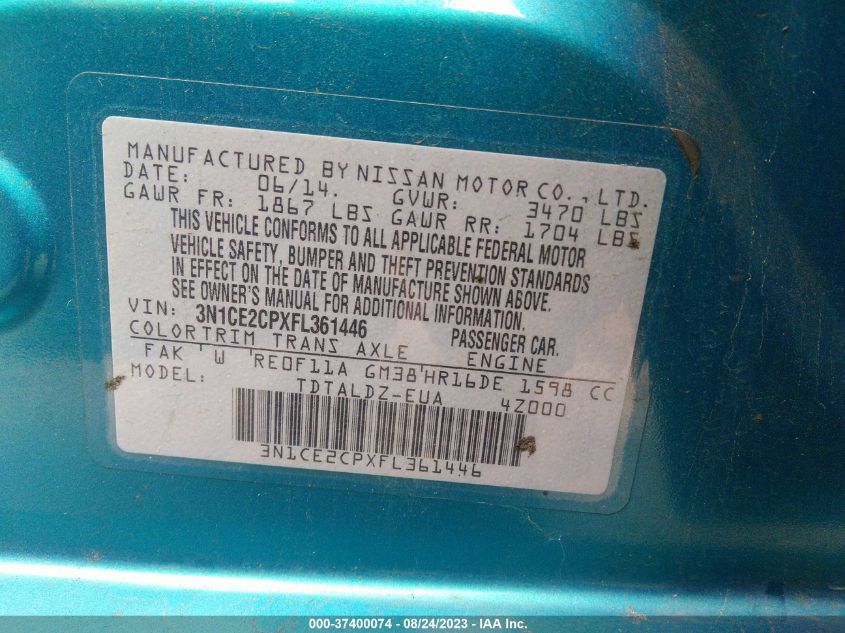 MANUFACTURED BY NISSAN MOTOR CO., LTD.
DATE: 06/14. GVWR: 3470 LBS
GAWR FR: 1867 LBS GAWR RR: 1704 LBS
THIS VEHICLE CONFORMS TO ALL APPLICABLE FEDERAL MOTOR
VEHICLE SAFETY, BUMPER AND THEFT PREVENTION STANDARDS
IN EFFECT ON THE DATE OF MANUFACTURE SHOWN ABOVE.
SEE OWNER'S MANUAL FOR ADDITIONAL INFORMATION.
VIN: 3N1CE2CPXFL361446 PASSENGER CAR.
COLOR TRIM TRANS AXLE ENGINE
FAK ' W 'RE0F11A GM38'HR16DE 1598 CC
MODEL: TDTALDZ-EUA 4Z000
3N1CE2CPXFL361446
000-37400074 - 08/24/2023 - IAA Inc.